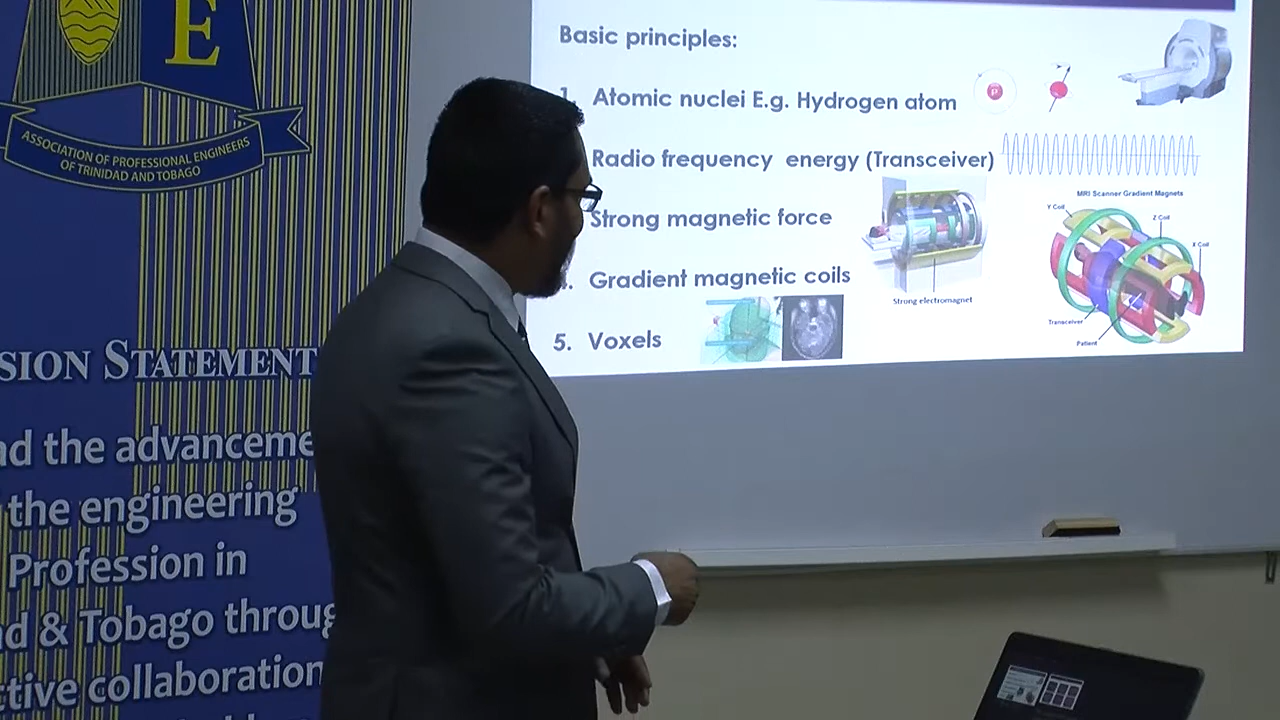 E
ASSOCIATION OF PROFESSIONAL ENGINEERS
OF TRINIDAD AND TOBAGO
SION STATEMENT
nd the advanceme
the engineering
Profession in
d & Tobago throug
ctive collaboration
Basic principles:
1. Atomic nuclei E.g. Hydrogen atom
P
Radio frequency energy (Transceiver)
Strong magnetic force
Gradient magnetic coils
5. Voxels
Strong electromagnet
MRI Scanner Gradient Magnets
Y Coil
Z Coil
X Coil
Transceiver
Patient